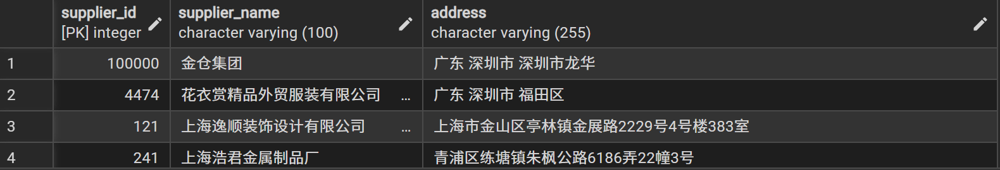 supplier_id supplier_name address
[PK] integer character varying (100) character varying (255)
1 100000 金仓集团 广东 深圳市 深圳市龙华
2 4474 花衣赏精品外贸服装有限公司 … 广东 深圳市 福田区
3 121 上海逸顺装饰设计有限公司 … 上海市金山区亭林镇金展路2229号4号楼383室
4 241 上海浩君金属制品厂 青浦区练塘镇朱枫公路6186弄22幢3号